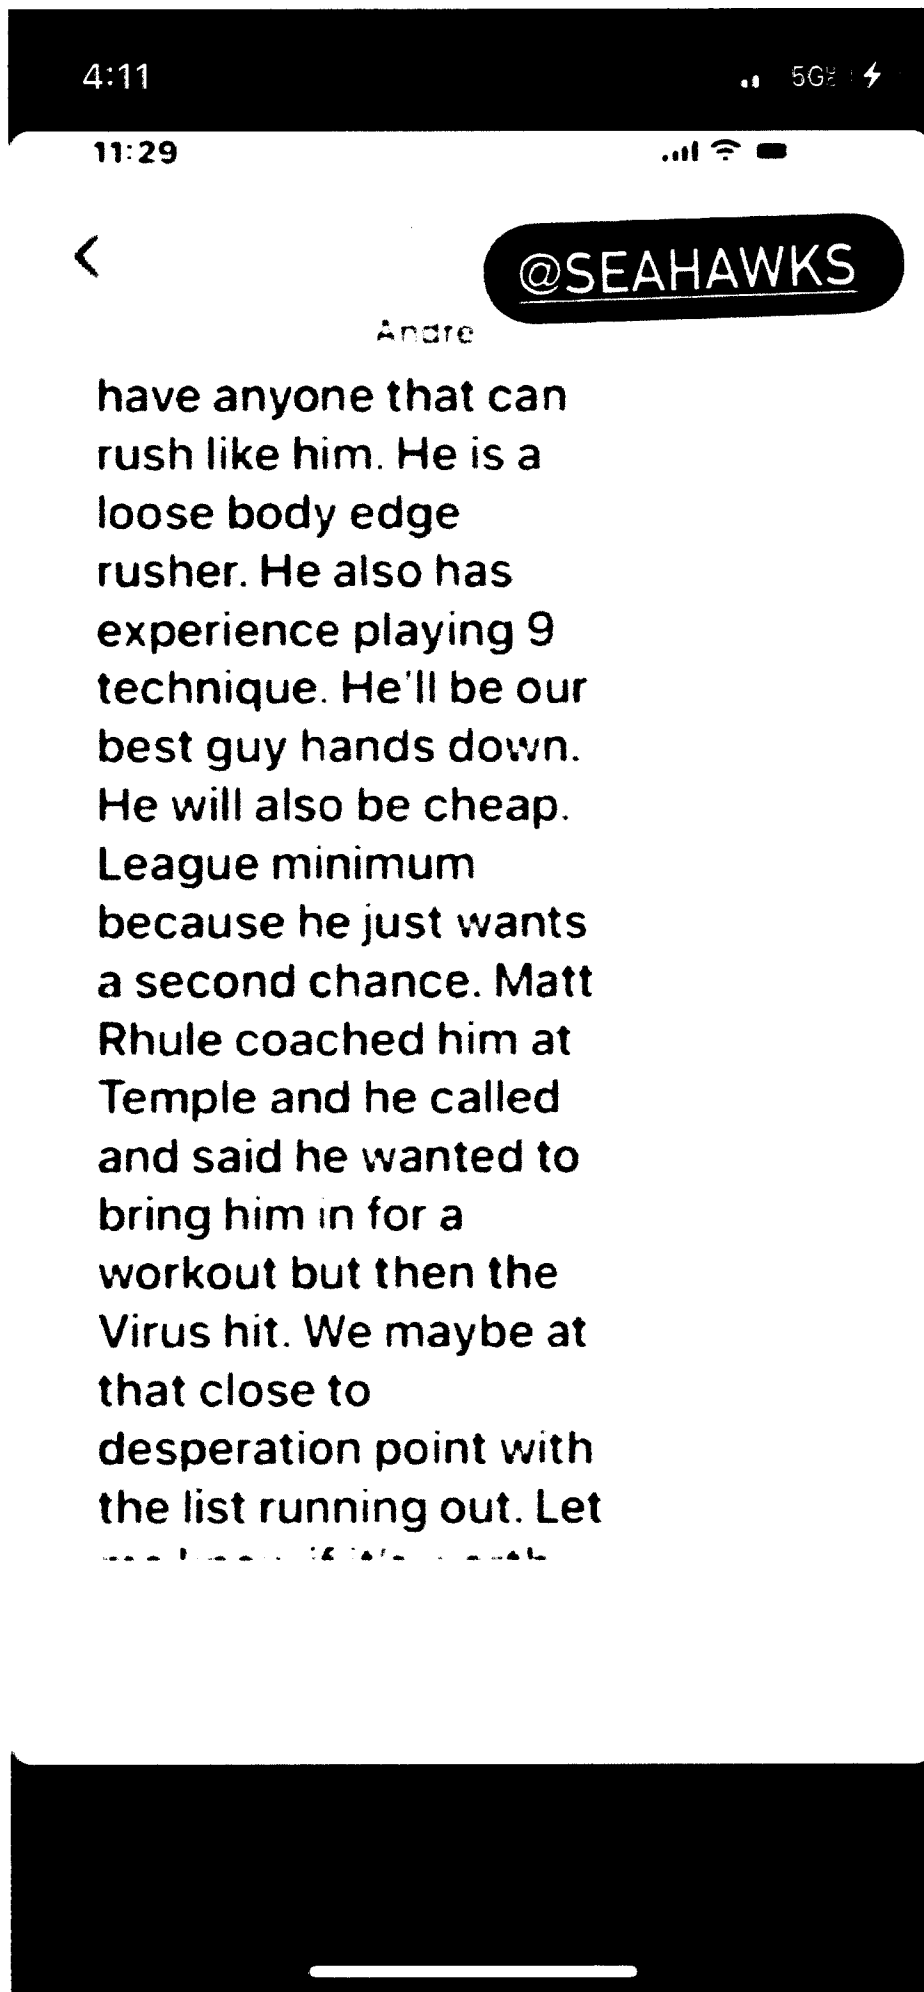 4:11
5G
11:29
@SEAHAWKS
Andre
have anyone that can
rush like him. He is a
loose body edge
rusher. He also has
experience playing 9
technique. He'll be our
best guy hands down.
He will also be cheap.
League minimum
because he just wants
a second chance. Matt
Rhule coached him at
Temple and he called
and said he wanted to
bring him in for a
workout but then the
Virus hit. We maybe at
that close to
desperation point with
the list running out. Let